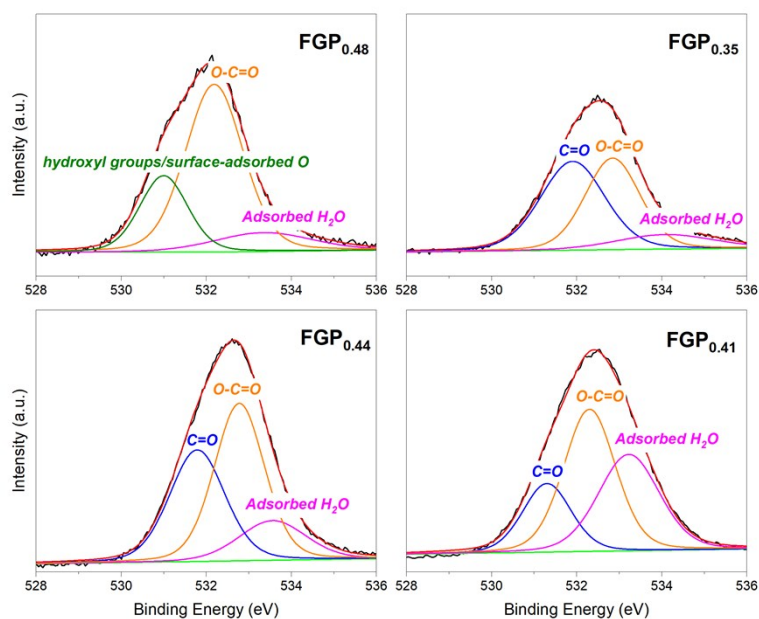 FGP0.48
O-C=O
hydroxyl groups/surface-adsorbed O
Adsorbed H2O
Intensity (a.u.)
528 530 532 534 536
FGP0.35
C=O
O-C=O
Adsorbed H2O
528 530 532 534 536
FGP0.44
O-C=O
C=O
Adsorbed H2O
Intensity (a.u.)
528 530 532 534 536
Binding Energy (eV)
FGP0.41
O-C=O
Adsorbed H2O
C=O
528 530 532 534 536
Binding Energy (eV)